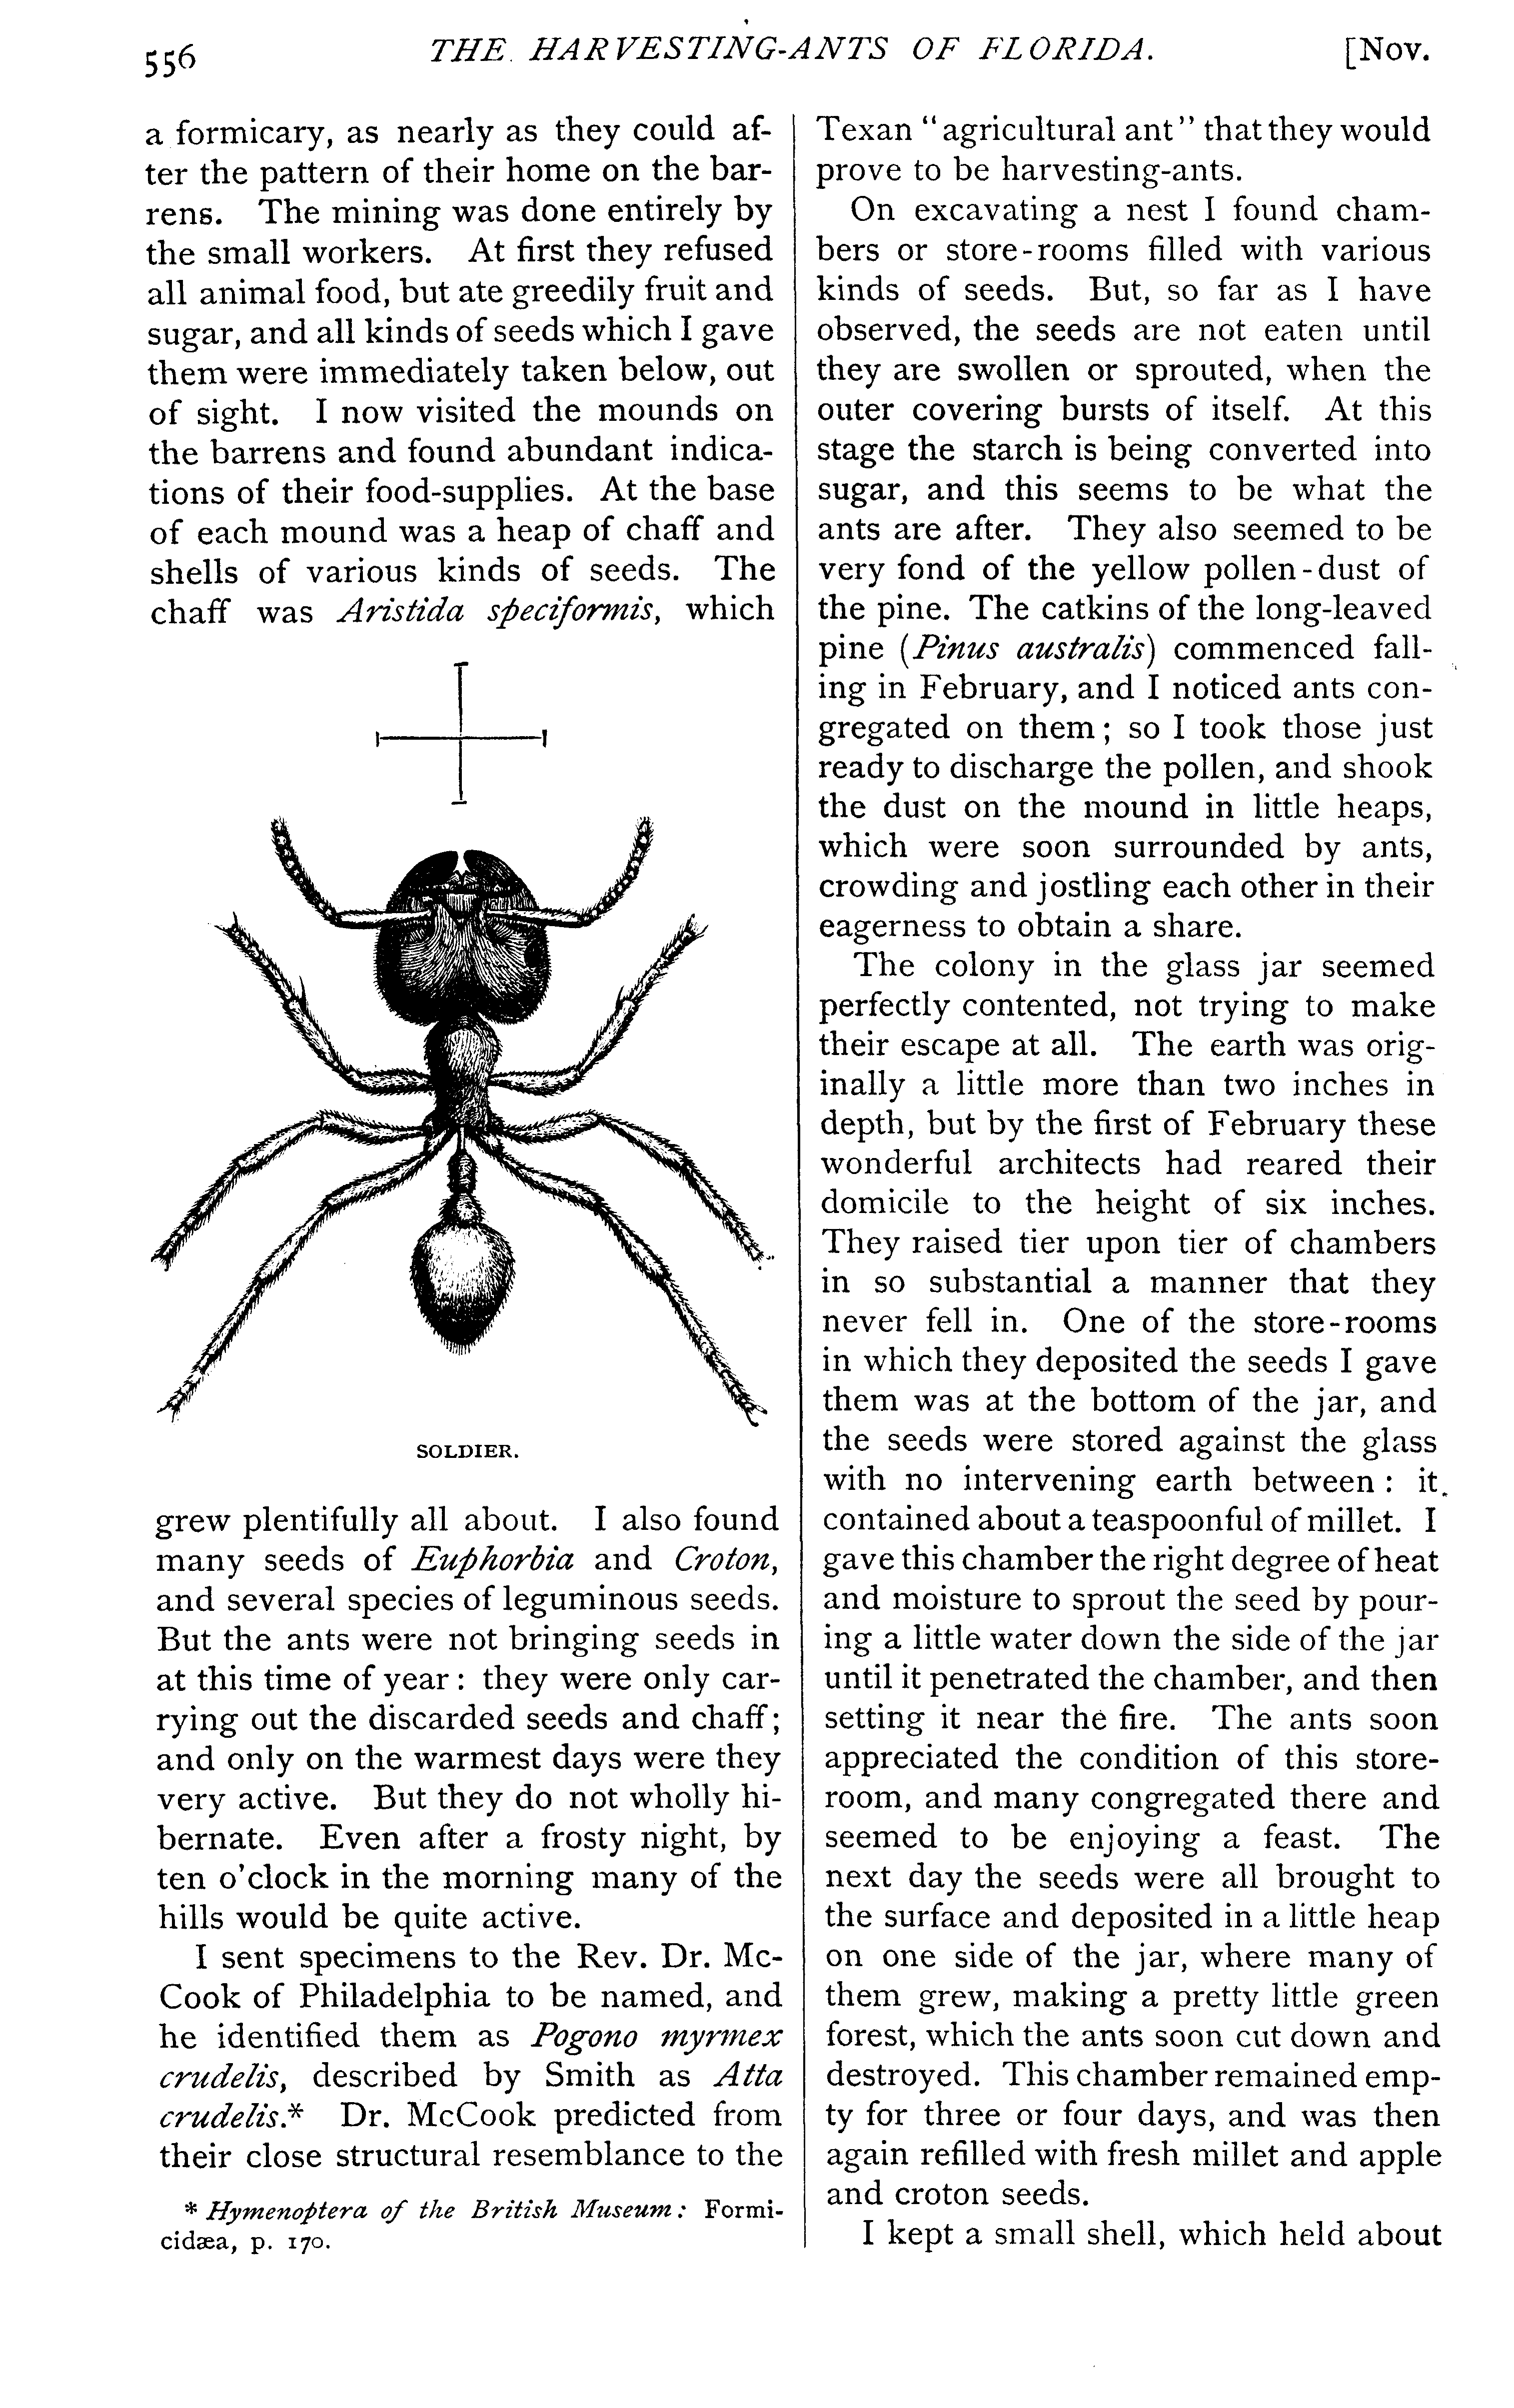 556 THE HARVESTING-ANTS OF FLORIDA. [Nov.
a formicary, as nearly as they could af-
ter the pattern of their home on the bar-
rens. The mining was done entirely by
the small workers. At first they refused
all animal food, but ate greedily fruit and
sugar, and all kinds of seeds which I gave
them were immediately taken below, out
of sight. I now visited the mounds on
the barrens and found abundant indica-
tions of their food-supplies. At the base
of each mound was a heap of chaff and
shells of various kinds of seeds. The
chaff was Aristida speciformis, which
SOLDIER.
grew plentifully all about. I also found
many seeds of Euphorbia and Croton,
and several species of leguminous seeds.
But the ants were not bringing seeds in
at this time of year: they were only car-
rying out the discarded seeds and chaff;
and only on the warmest days were they
very active. But they do not wholly hi-
bernate. Even after a frosty night, by
ten o'clock in the morning many of the
hills would be quite active.
I sent specimens to the Rev. Dr. Mc-
Cook of Philadelphia to be named, and
he identified them as Pogono myrmex
crudelis, described by Smith as Atta
crudelis.* Dr. McCook predicted from
their close structural resemblance to the
* Hymenoptera of the British Museum: Formi-
cidæa, p. 170.
Texan "agricultural ant" that they would
prove to be harvesting-ants.
On excavating a nest I found cham-
bers or store-rooms filled with various
kinds of seeds. But, so far as I have
observed, the seeds are not eaten until
they are swollen or sprouted, when the
outer covering bursts of itself. At this
stage the starch is being converted into
sugar, and this seems to be what the
ants are after. They also seemed to be
very fond of the yellow pollen-dust of
the pine. The catkins of the long-leaved
pine (Pinus australis) commenced fall-
ing in February, and I noticed ants con-
gregated on them; so I took those just
ready to discharge the pollen, and shook
the dust on the mound in little heaps,
which were soon surrounded by ants,
crowding and jostling each other in their
eagerness to obtain a share.
The colony in the glass jar seemed
perfectly contented, not trying to make
their escape at all. The earth was orig-
inally a little more than two inches in
depth, but by the first of February these
wonderful architects had reared their
domicile to the height of six inches.
They raised tier upon tier of chambers
in so substantial a manner that they
never fell in. One of the store-rooms
in which they deposited the seeds I gave
them was at the bottom of the jar, and
the seeds were stored against the glass
with no intervening earth between: it
contained about a teaspoonful of millet. I
gave this chamber the right degree of heat
and moisture to sprout the seed by pour-
ing a little water down the side of the jar
until it penetrated the chamber, and then
setting it near the fire. The ants soon
appreciated the condition of this store-
room, and many congregated there and
seemed to be enjoying a feast. The
next day the seeds were all brought to
the surface and deposited in a little heap
on one side of the jar, where many of
them grew, making a pretty little green
forest, which the ants soon cut down and
destroyed. This chamber remained emp-
ty for three or four days, and was then
again refilled with fresh millet and apple
and croton seeds.
I kept a small shell, which held about